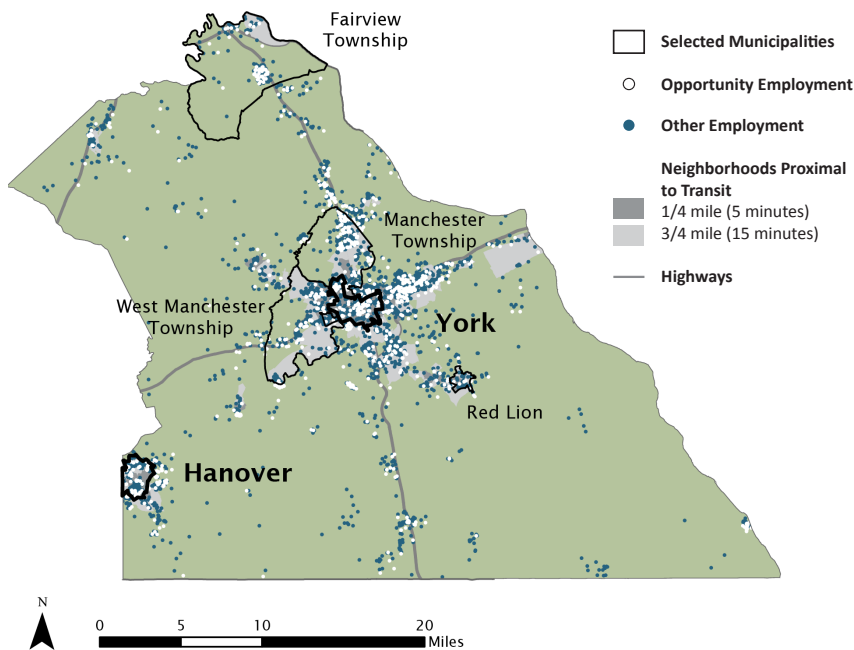 Fairview
Township
Manchester
Township
West Manchester
Township
York
Red Lion
Hanover
Selected Municipalities
Opportunity Employment
Other Employment
Neighborhoods Proximal
to Transit
1/4 mile (5 minutes)
3/4 mile (15 minutes)
Highways
N
0 5 10 20
Miles